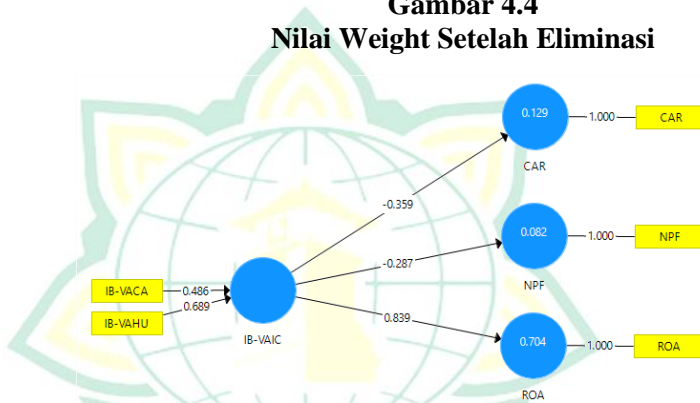 Gambar 4.4
Nilai Weight Setelah Eliminasi
0.129
1.000
CAR
CAR
-0.359
0.082
1.000
NPF
-0.287
NPF
IB-VACA
0.486
0.689
IB-VAHU
IB-VAIC
0.839
0.704
1.000
ROA
ROA